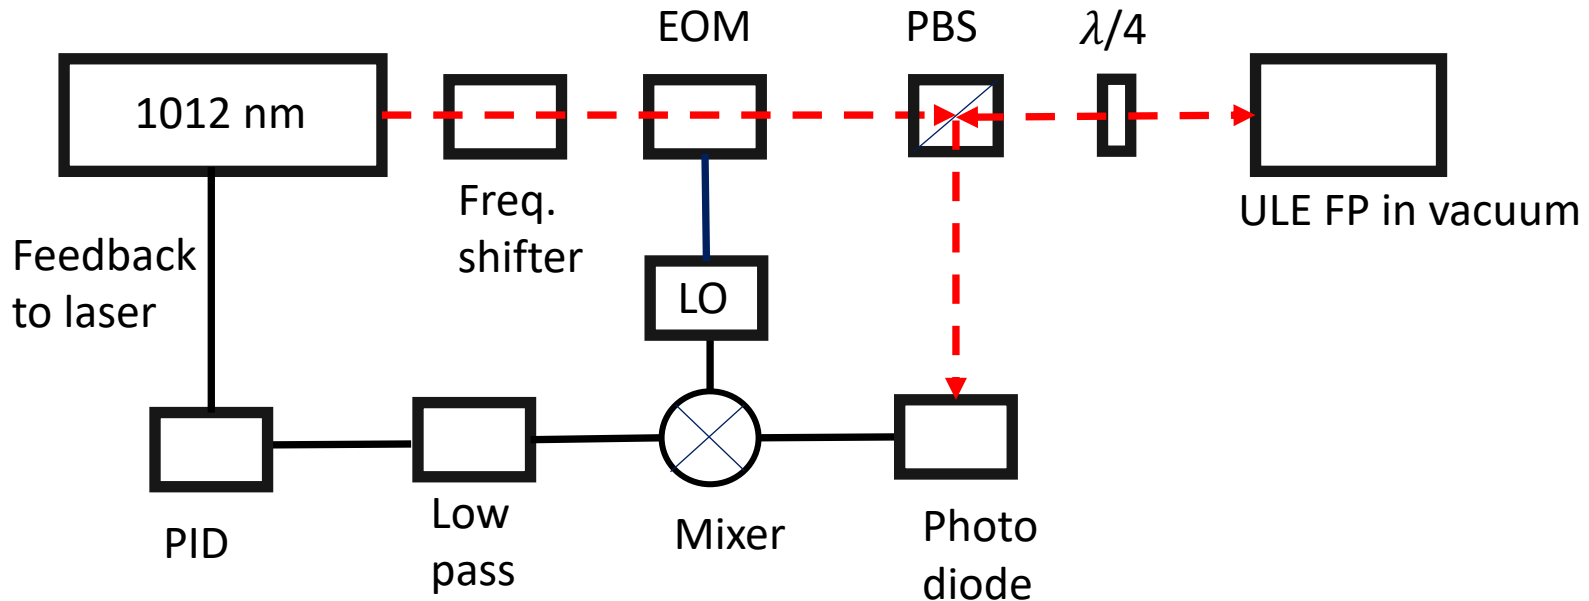 EOM
PBS
λ/4
1012 nm
Freq.
shifter
ULE FP in vacuum
Feedback
to laser
LO
PID
Low
pass
Mixer
Photo
diode